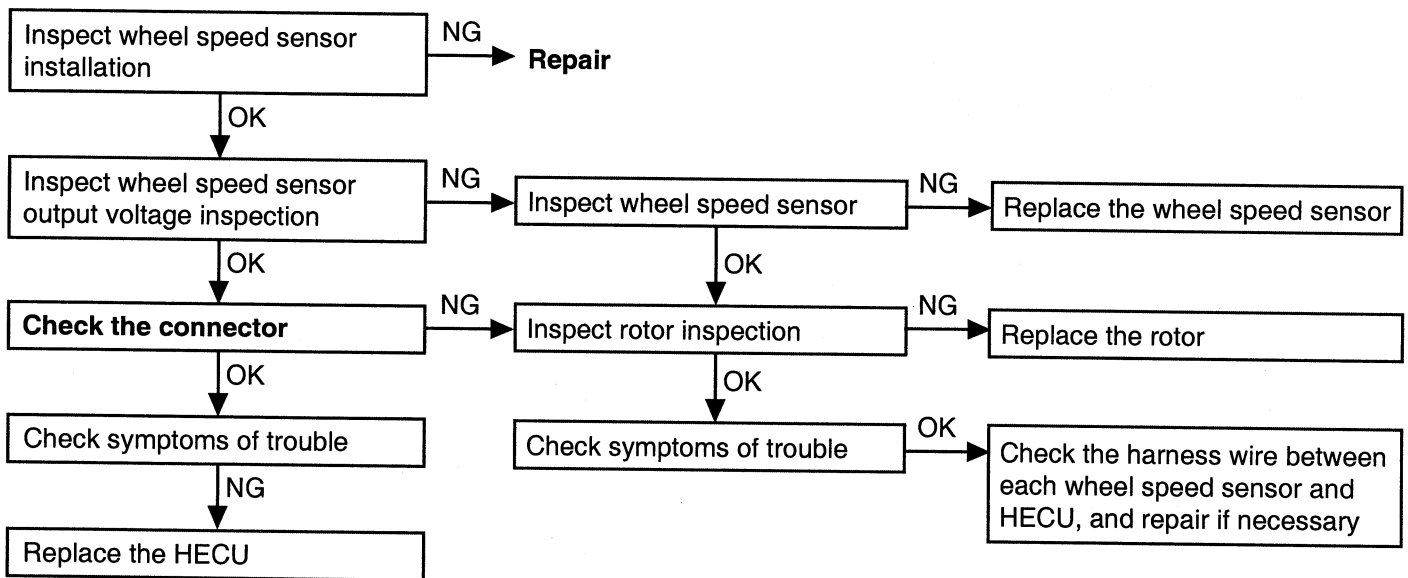 Inspect wheel speed sensor
installation
NG
Repair
OK
Inspect wheel speed sensor
output voltage inspection
NG
Inspect wheel speed sensor
NG
Replace the wheel speed sensor
OK
OK
Check the connector
NG
Inspect rotor inspection
NG
Replace the rotor
OK
OK
Check symptoms of trouble
Check symptoms of trouble
OK
Check the harness wire between
each wheel speed sensor and
HECU, and repair if necessary
NG
Replace the HECU